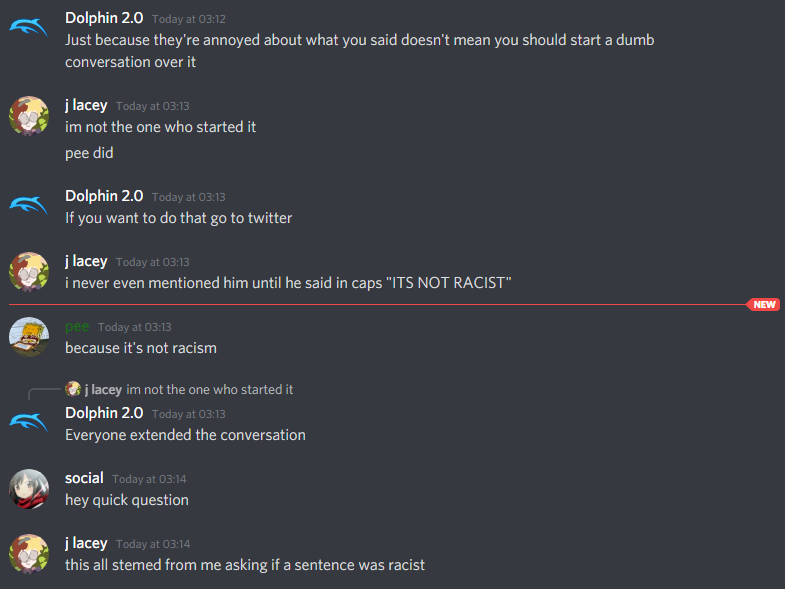 Dolphin 2.0 Today at 03:12
Just because they're annoyed about what you said doesn't mean you should start a dumb
conversation over it
j lacey Today at 03:13
im not the one who started it
pee did
Dolphin 2.0 Today at 03:13
If you want to do that go to twitter
j lacey Today at 03:13
i never even mentioned him until he said in caps "ITS NOT RACIST"
NEW
pee Today at 03:13
because it's not racism
j lacey im not the one who started it
Dolphin 2.0 Today at 03:13
Everyone extended the conversation
social Today at 03:14
hey quick question
j lacey Today at 03:14
this all stemed from me asking if a sentence was racist